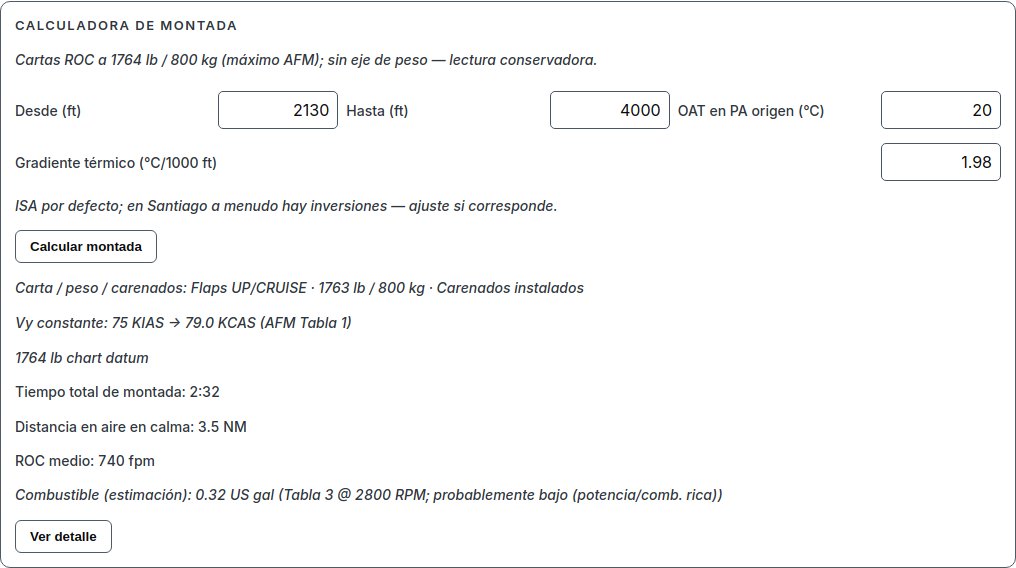 CALCULADORA DE MONTADA
Cartas ROC a 1764 lb / 800 kg (máximo AFM); sin eje de peso — lectura conservadora.
Desde (ft) 2130 Hasta (ft) 4000 OAT en PA origen (°C) 20
Gradiente térmico (°C/1000 ft) 1.98
ISA por defecto; en Santiago a menudo hay inversiones — ajuste si corresponde.
Calcular montada
Carta / peso / carenados: Flaps UP/CRUISE · 1763 lb / 800 kg · Carenados instalados
Vy constante: 75 KIAS → 79.0 KCAS (AFM Tabla 1)
1764 lb chart datum
Tiempo total de montada: 2:32
Distancia en aire en calma: 3.5 NM
ROC medio: 740 fpm
Combustible (estimación): 0.32 US gal (Tabla 3 @ 2800 RPM; probablemente bajo (potencia/comb. rica))
Ver detalle